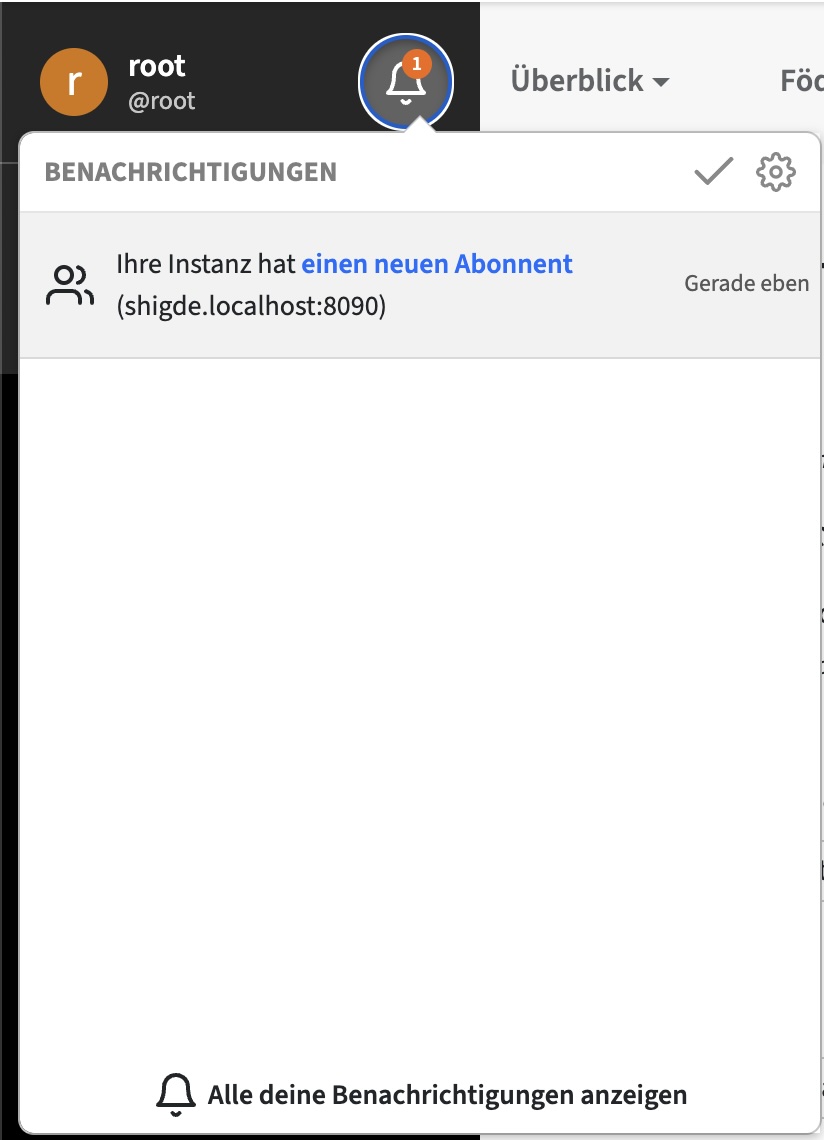 r
root
@root
1
Überblick
BENACHRICHTIGUNGEN
Ihre Instanz hat einen neuen Abonnent
(shigde.localhost:8090)
Gerade eben
Alle deine Benachrichtigungen anzeigen